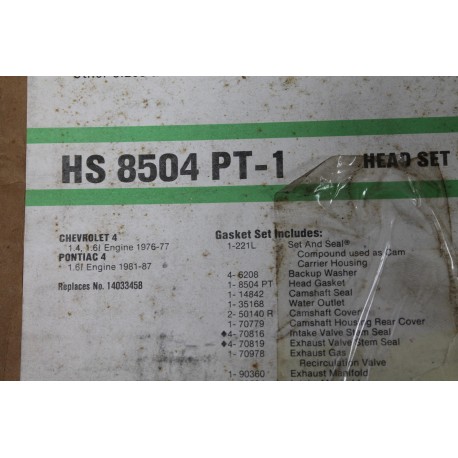 HS 8504 PT-1 HEAD SET
CHEVROLET 4
1.4, 1.6l Engine 1976-77
PONTIAC 4
1.6l Engine 1981-87
Replaces No. 14033458
Gasket Set Includes:
1-221L Set And Seal®
Compound used as Cam
Carrier Housing
4- 6208 Backup Washer
1- 8504 PT Head Gasket
1- 14842 Camshaft Seal
1- 35168 Water Outlet
2- 50140 R Camshaft Cover
1- 70779 Camshaft Housing Rear Cover
♦4- 70816 Intake Valve Stem Seal
♦4- 70819 Exhaust Valve Stem Seal
1- 70978 Exhaust Gas
Recirculation Valve
1- 90360 Exhaust Manifold